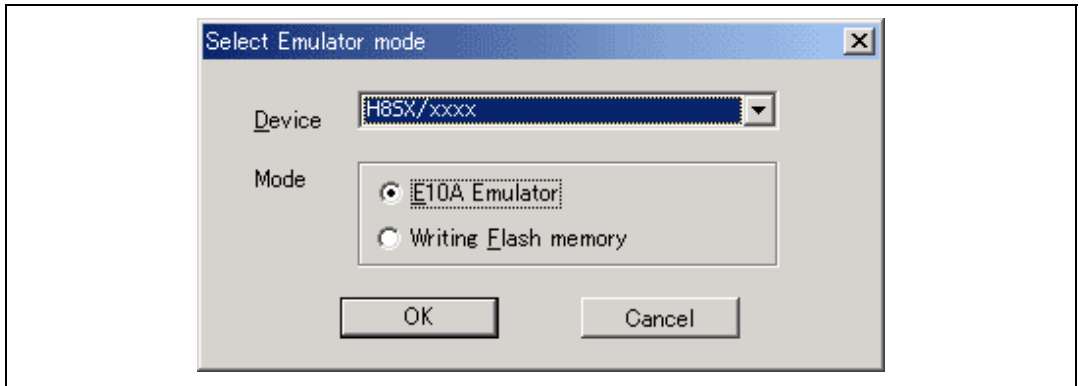 Select Emulator mode
Device H8SX/xxxx
Mode
E10A Emulator
Writing Flash memory
OK Cancel